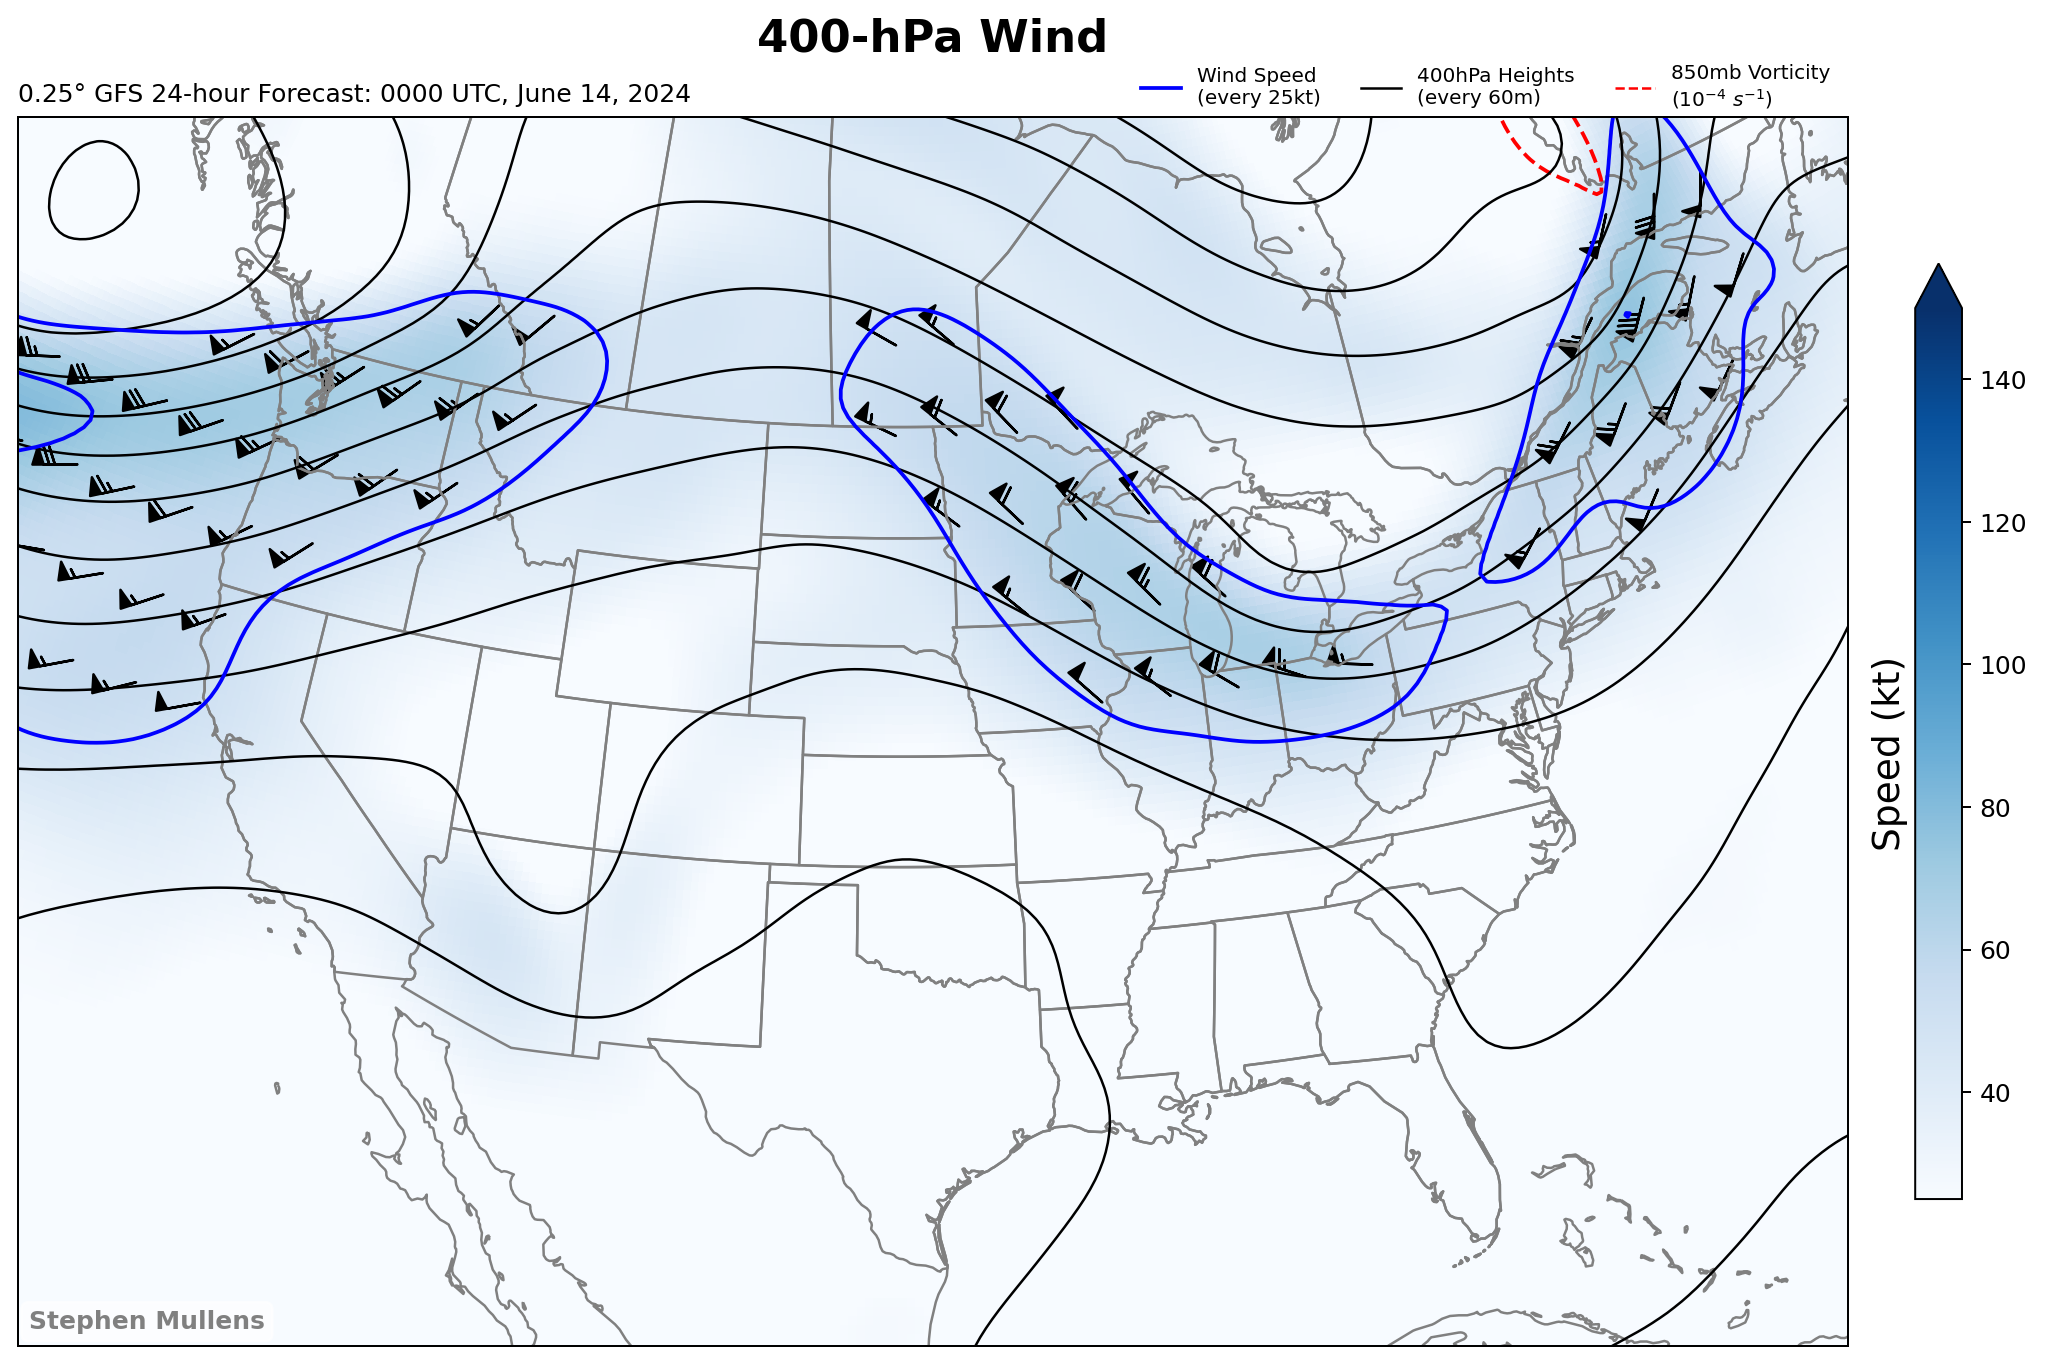 400-hPa Wind
0.25° GFS 24-hour Forecast: 0000 UTC, June 14, 2024
Wind Speed
(every 25kt)
400hPa Heights
(every 60m)
850mb Vorticity
(10⁻⁴ s⁻¹)
140
120
100
80
60
40
Speed (kt)
Stephen Mullens